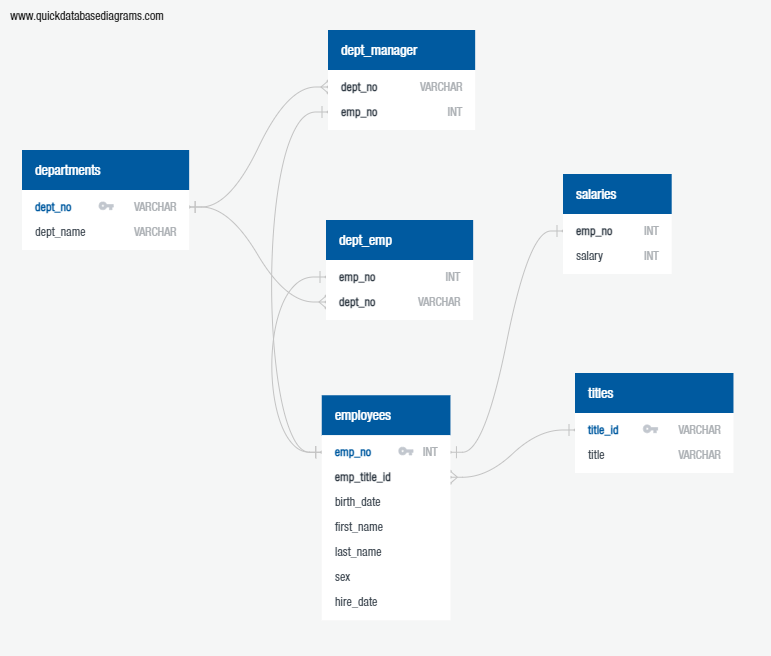 www.quickdatabasediagrams.com
dept_manager
dept_no VARCHAR
emp_no INT
departments
dept_no VARCHAR
dept_name VARCHAR
salaries
emp_no INT
salary INT
dept_emp
emp_no INT
dept_no VARCHAR
titles
title_id VARCHAR
title VARCHAR
employees
emp_no INT
emp_title_id
birth_date
first_name
last_name
sex
hire_date